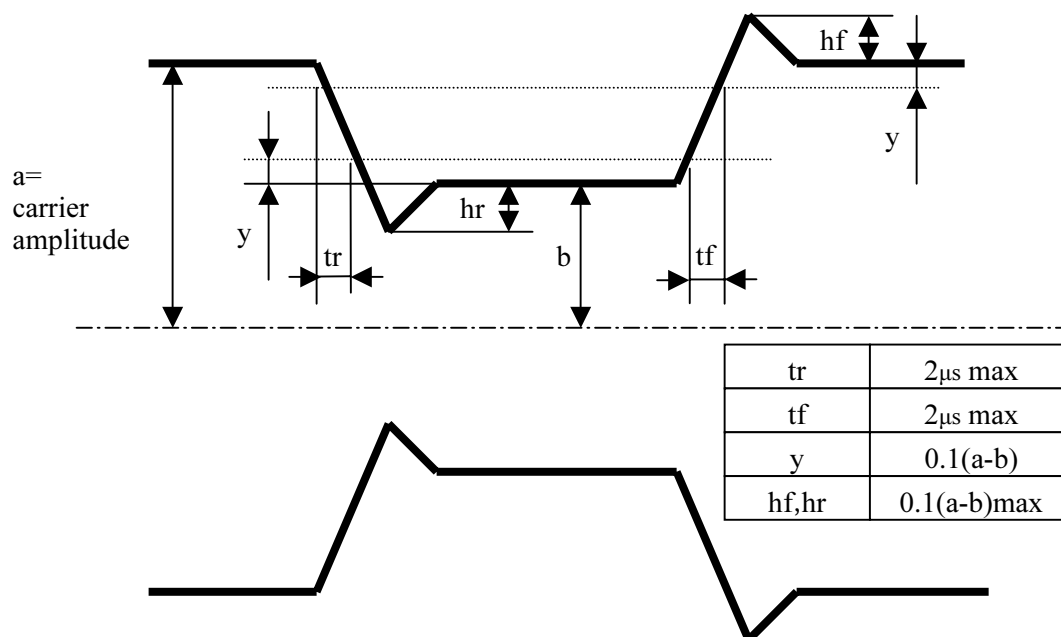 hf
y
a=
carrier
amplitude
y
hr
tr
b
tf
tr 2μs max
tf 2μs max
y 0.1(a-b)
hf,hr 0.1(a-b)max